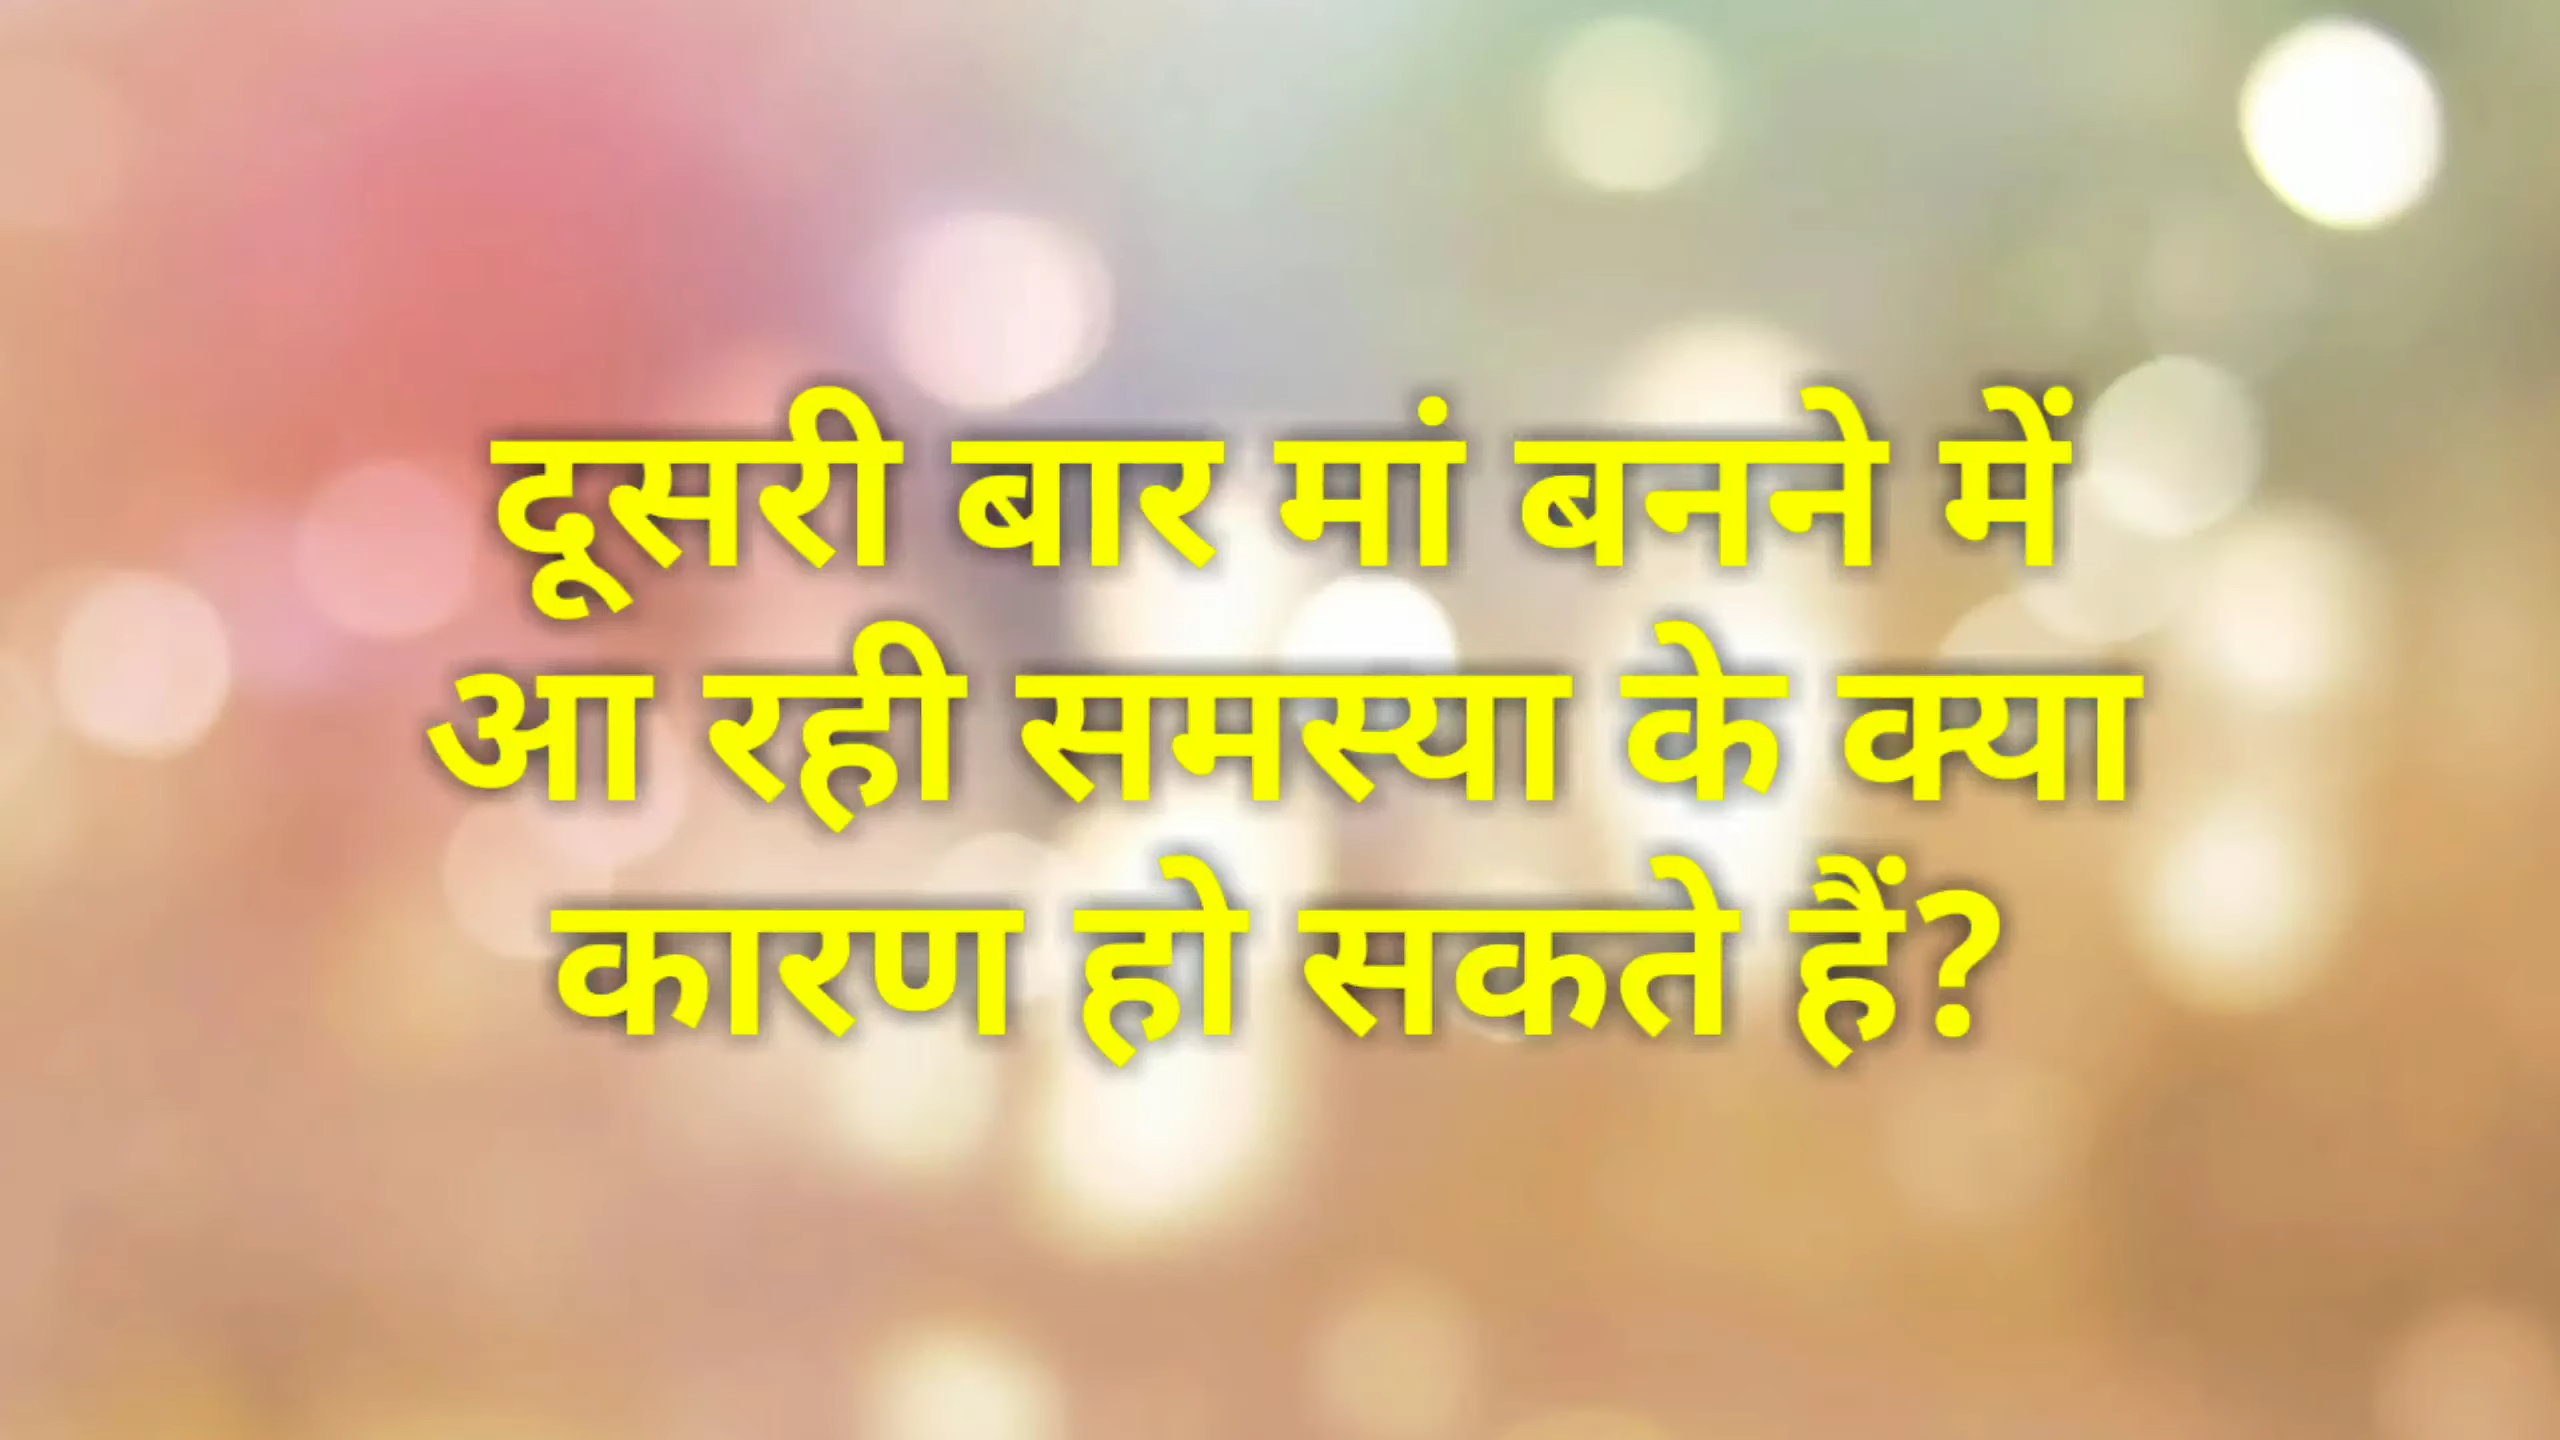 दूसरी बार मां बनने में
आ रही समस्या के क्या
कारण हो सकते हैं?